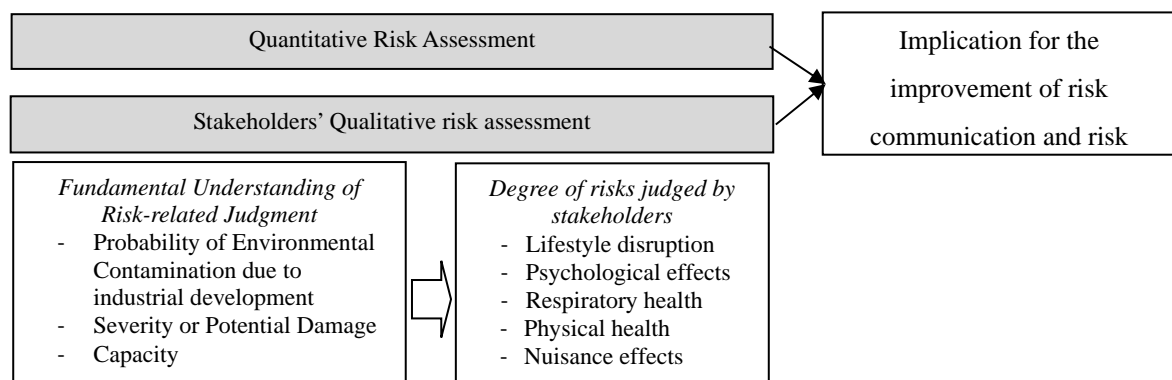 Quantitative Risk Assessment
Stakeholders' Qualitative risk assessment
Implication for the
improvement of risk
communication and risk
Fundamental Understanding of
Risk-related Judgment
- Probability of Environmental
Contamination due to
industrial development
- Severity or Potential Damage
- Capacity
Degree of risks judged by
stakeholders
- Lifestyle disruption
- Psychological effects
- Respiratory health
- Physical health
- Nuisance effects